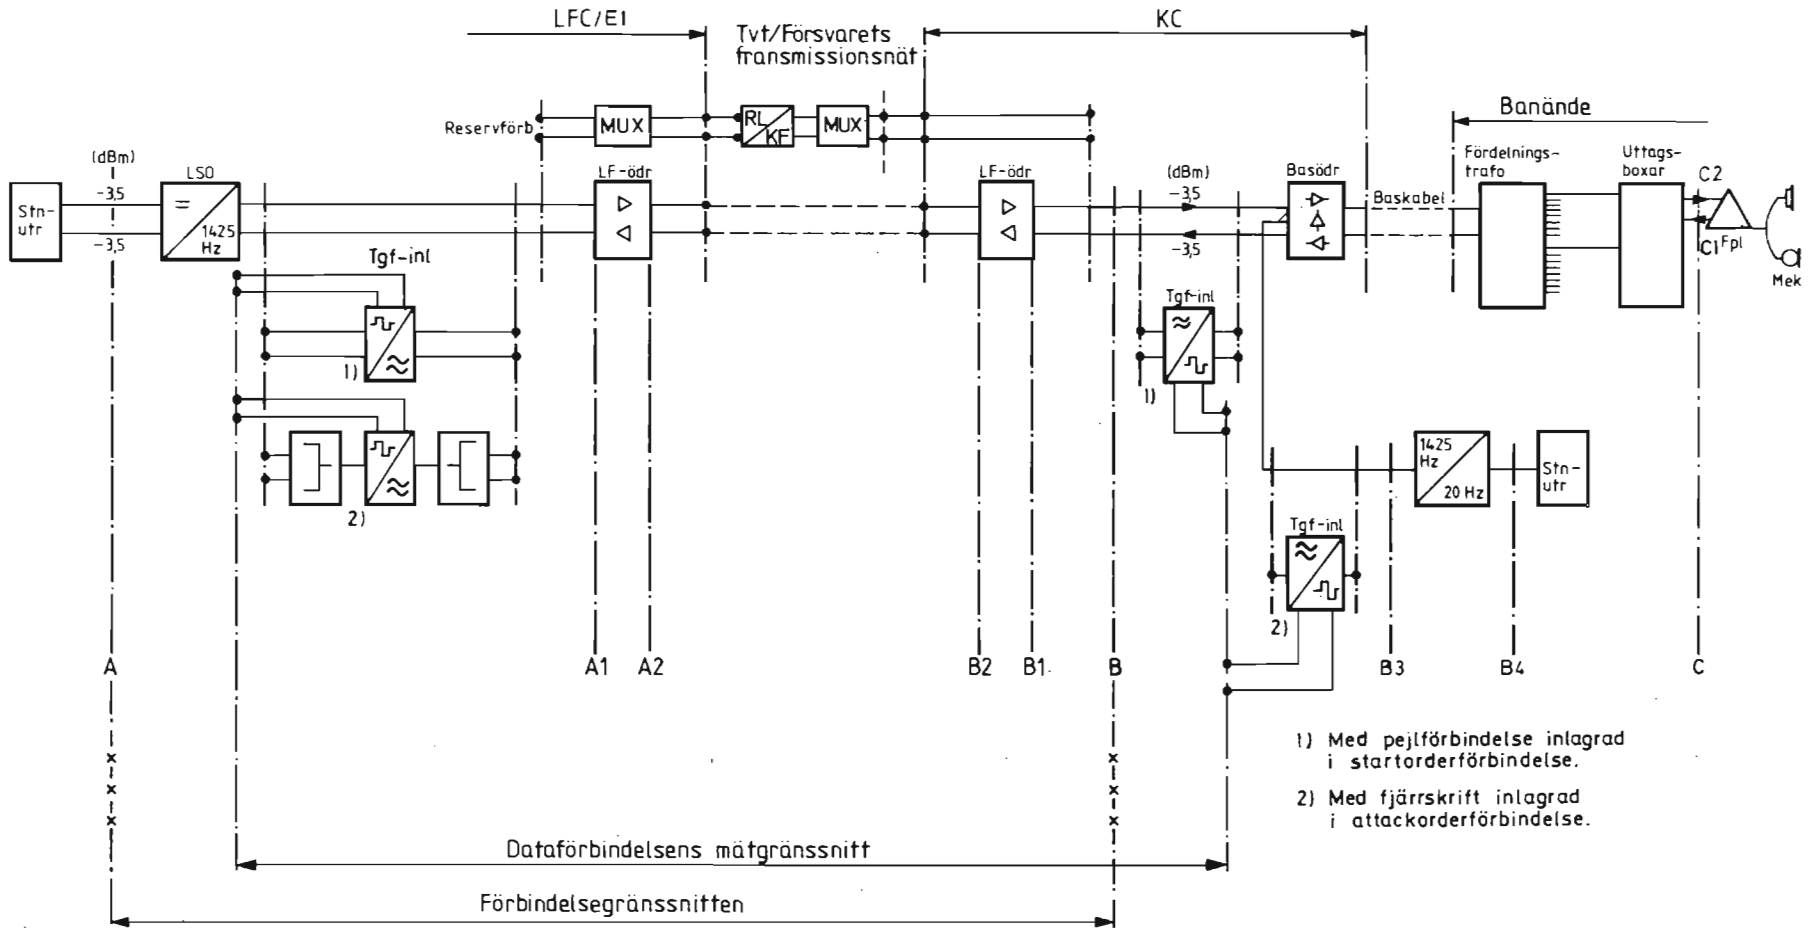 LFC/E1
Tvt/Försvarets
transmissionsnät
KC
Banände
Reservförb
MUX
RL
KF
MUX
(dBm)
-3,5
-3,5
LSO
=
1425
Hz
Stn-
utr
LF-ödr
LF-ödr
(dBm)
-3,5
-3,5
Basödr
Baskabel
Fördelnings-
trafo
Uttags-
boxar
C2
C1
Fpl
Mek
Tgf-inl
1)
2)
Tgf-inl
1)
1425
Hz
20 Hz
Stn-
utr
Tgf-inl
2)
A
A1
A2
B2
B1
B
B3
B4
C
1) Med pejlförbindelse inlagrad
i startorderförbindelse.
2) Med fjärrskrift inlagrad
i attackorderförbindelse.
Dataförbindelsens mätgränssnitt
Förbindelsegränssnitten